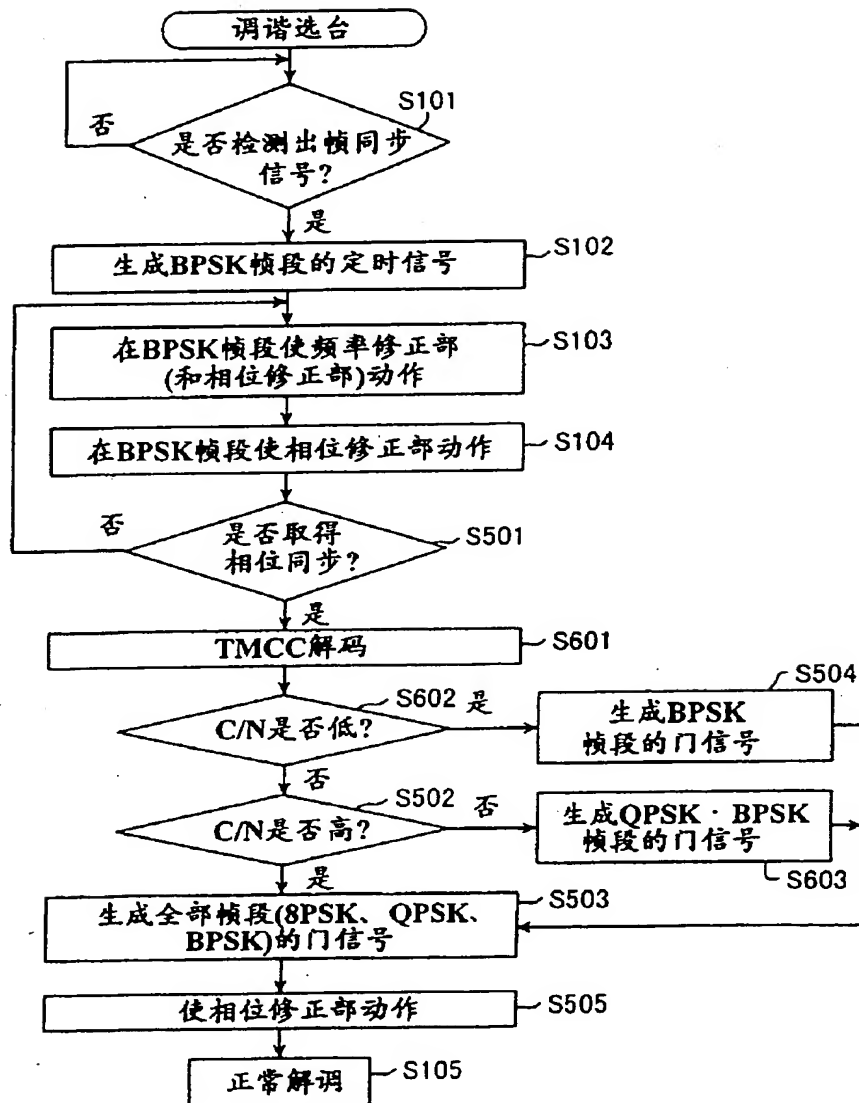 调谐选台
S101
否
是否检测出帧同步
信号?
是
S102
生成BPSK帧段的定时信号
S103
在BPSK帧段使频率修正部
(和相位修正部)动作
S104
在BPSK帧段使相位修正部动作
否
是否取得
相位同步?
S501
是
TMCC解码
S601
S602
C/N是否低?
是
S504
生成BPSK
帧段的门信号
否
S502
C/N是否高?
否
生成QPSK·BPSK
帧段的门信号
S603
是
S503
生成全部帧段(8PSK、QPSK、
BPSK)的门信号
使相位修正部动作
S505
正常解调
S105